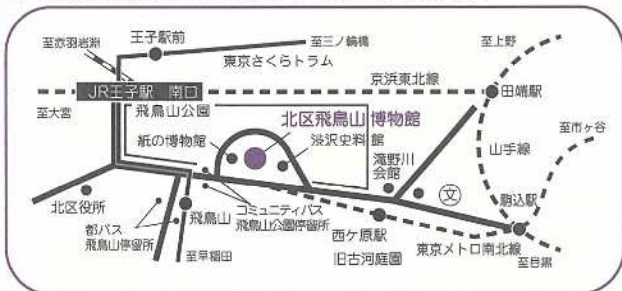 王子駅前
至赤羽岩淵
至三ノ輪橋
至上野
東京さくらトラム
京浜東北線
JR王子駅 南口
田端駅
至大宮
飛鳥山公園
北区飛鳥山 博物館
至市ヶ谷
紙の博物館
渋沢史料館
山手線
滝野川
会館
文
駒込駅
北区役所
飛鳥山
コミュニティバス
飛鳥山公園停留所
都バス
飛鳥山停留所
西ケ原駅
旧古河庭園
東京メトロ南北線
至早稲田
至目黒